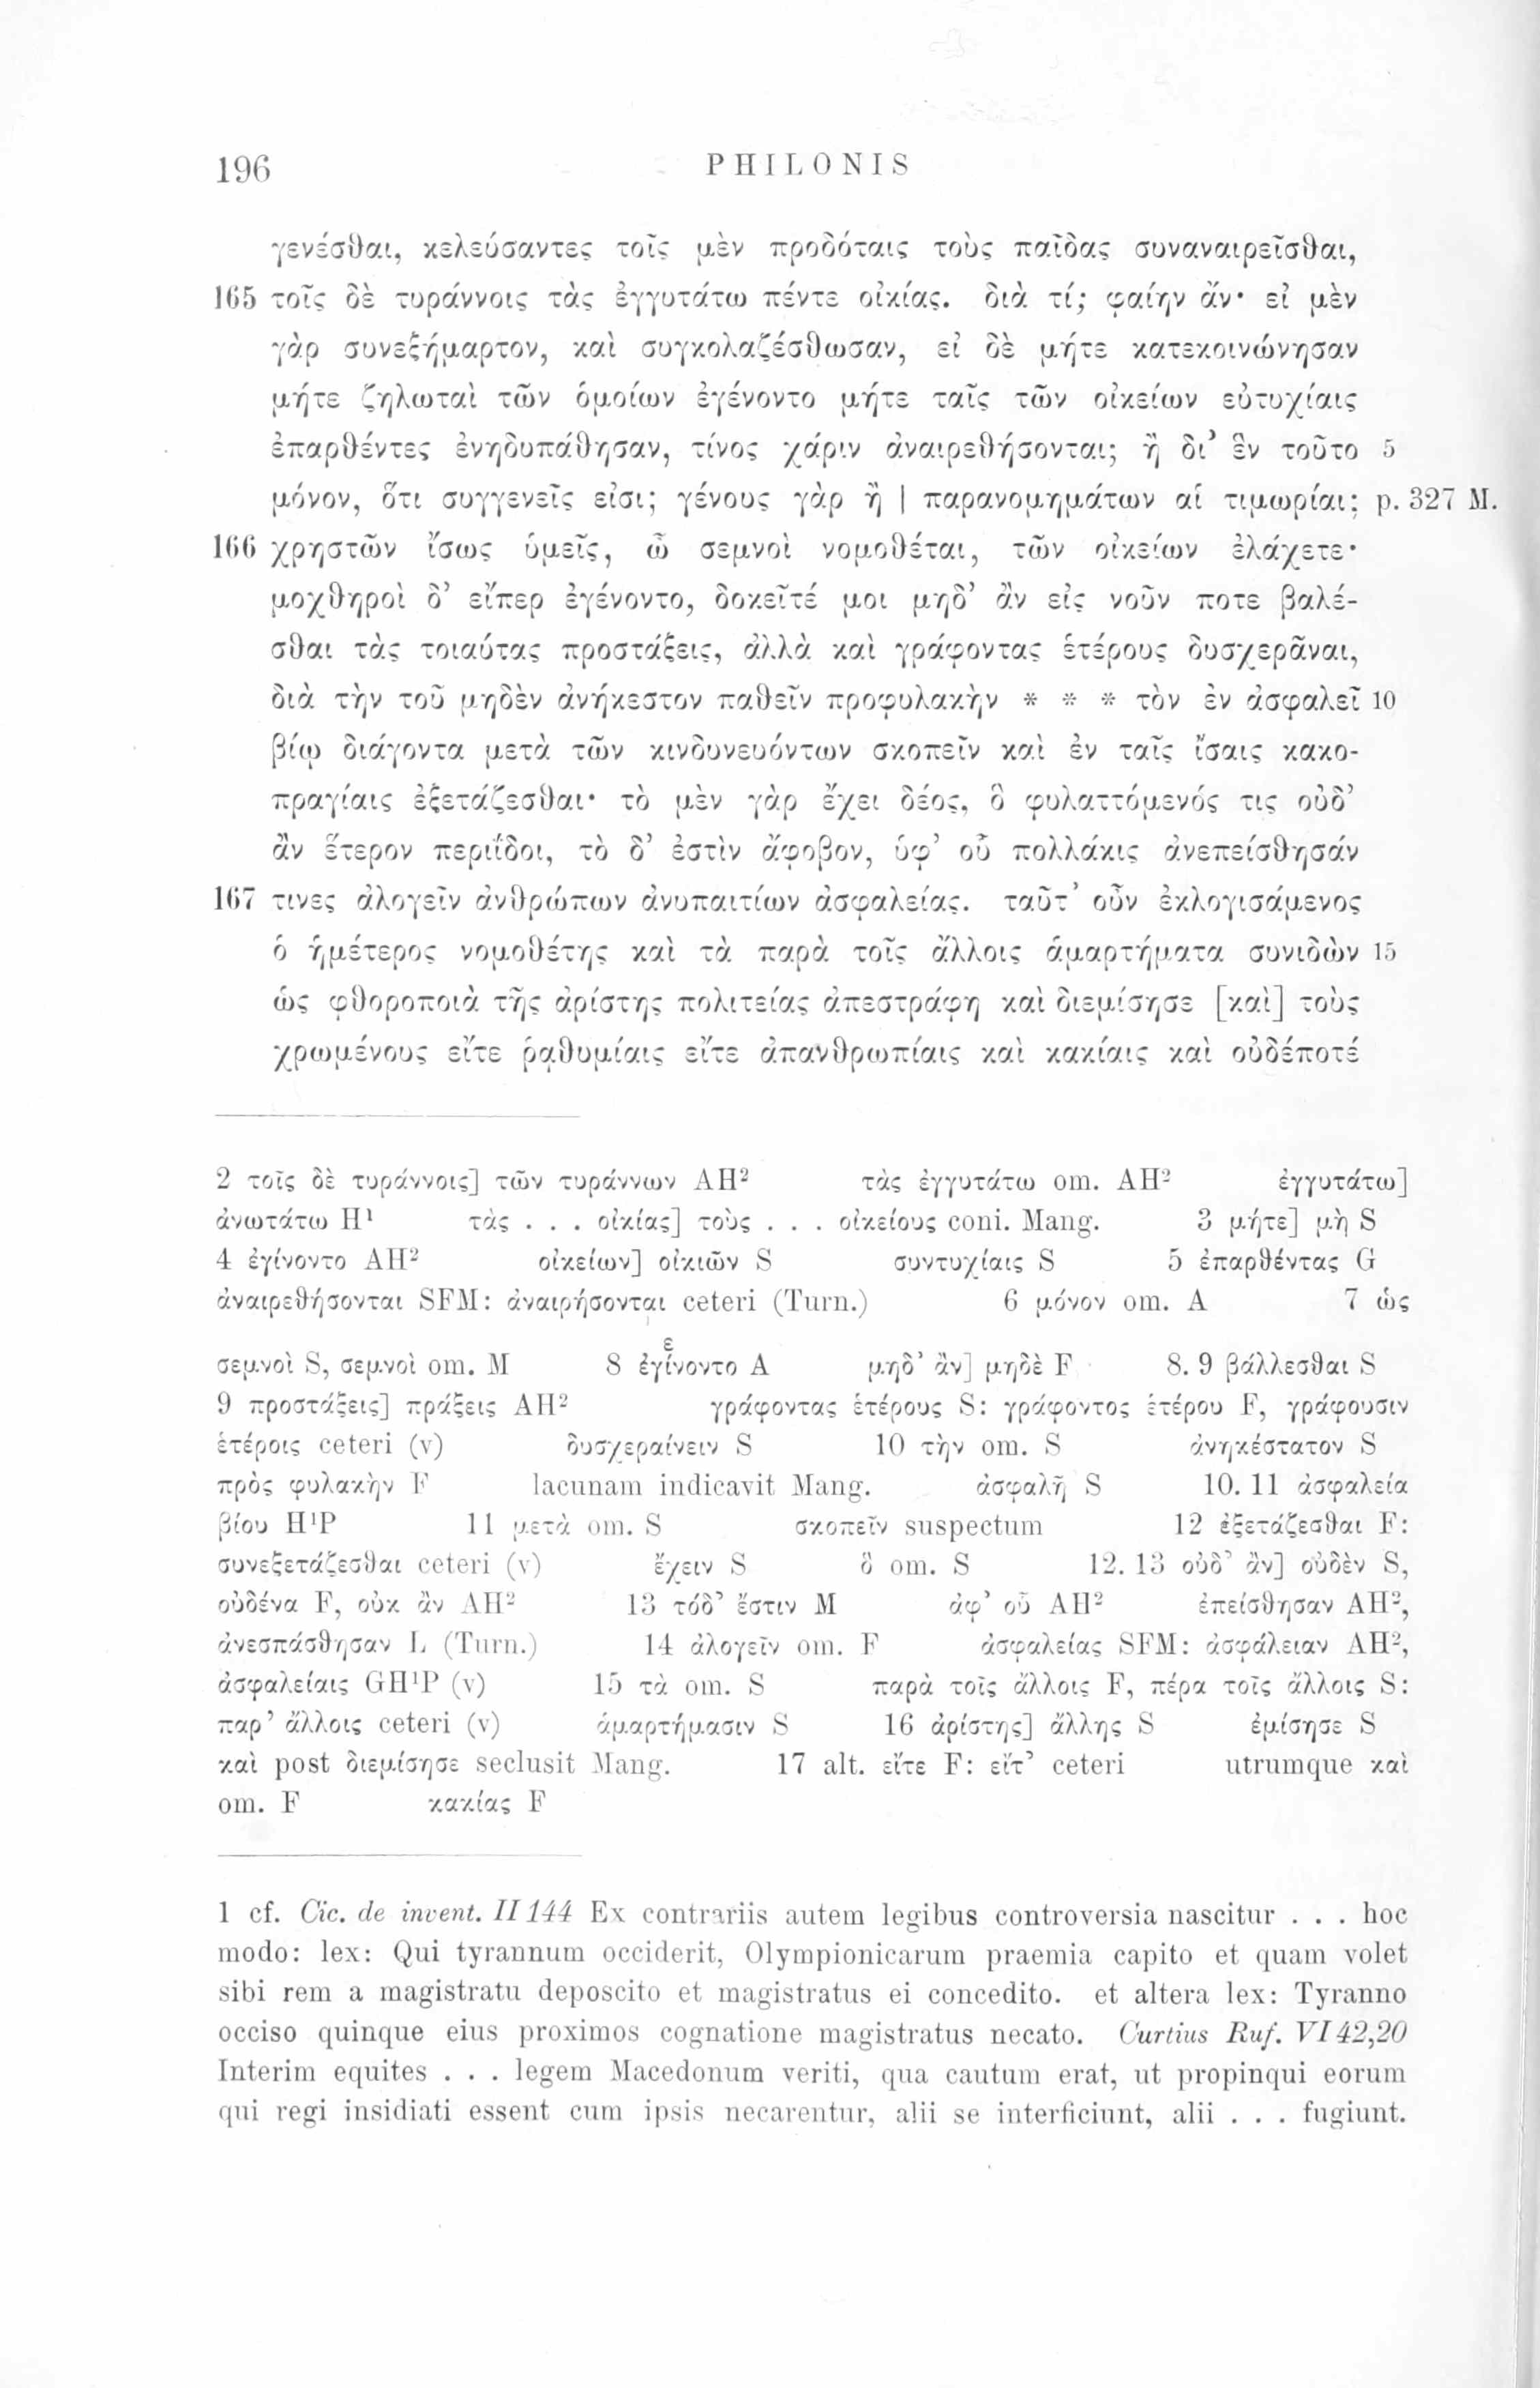 196 PHILONIS
γενέσθαι, κελεύσαντες τοῖς μὲν προδόταις τοὺς παῖδας συναναιρεῖσθαι,
165 τοῖς δὲ τυράννοις τὰς ἐγγυτάτω πέντε οἰκίας. διὰ τί; φαίην ἄν· εἰ μὲν
γὰρ συνεξήμαρτον, καὶ συγκολαζέσθωσαν, εἰ δὲ μήτε κατεκοινώνησαν
μήτε ζηλωταὶ τῶν ὁμοίων ἐγένοντο μήτε ταῖς τῶν οἰκείων εὐτυχίαις
ἐπαρθέντες ἐνηδυπάθησαν, τίνος χάριν ἀναιρεθήσονται; ἢ δι’ ἓν τοῦτο 5
μόνον, ὅτι συγγενεῖς εἰσι; γένους γὰρ ἢ | παρανομημάτων αἱ τιμωρίαι; p. 327 M.
166 χρηστῶν ἴσως ὑμεῖς, ὦ σεμνοὶ νομοθέται, τῶν οἰκείων ἐλάχετε·
μοχθηροὶ δ’ εἴπερ ἐγένοντο, δοκεῖτέ μοι μηδ’ ἂν εἰς νοῦν ποτε βαλέ-
σθαι τὰς τοιαύτας προστάξεις, ἀλλὰ καὶ γράφοντας ἑτέρους δυσχερᾶναι,
διὰ τὴν τοῦ μηδὲν ἀνήκεστον παθεῖν προφυλακὴν * * * τὸν ἐν ἀσφαλεῖ 10
βίῳ διάγοντα μετὰ τῶν κινδυνευόντων σκοπεῖν καὶ ἐν ταῖς ἴσαις κακο-
πραγίαις ἐξετάζεσθαι· τὸ μὲν γὰρ ἔχει δέος, ὃ φυλαττόμενός τις οὐδ’
ἂν ἕτερον περιΐδοι, τὸ δ’ ἐστὶν ἄφοβον, ὑφ’ οὗ πολλάκις ἀνεπείσθησάν
167 τινες ἀλογεῖν ἀνθρώπων ἀνυπαιτίων ἀσφαλείας. ταῦτ’ οὖν ἐκλογισάμενος
ὁ ἡμέτερος νομοθέτης καὶ τὰ παρὰ τοῖς ἄλλοις ἁμαρτήματα συνιδὼν 15
ὡς φθοροποιὰ τῆς ἀρίστης πολιτείας ἀπεστράφη καὶ διεμίσησε [καὶ] τοὺς
χρωμένους εἴτε ῥᾳθυμίαις εἴτε ἀπανθρωπίαις καὶ κακίαις καὶ οὐδέποτέ
2 τοῖς δὲ τυράννοις] τῶν τυράννων AH² τὰς ἐγγυτάτω om. AH² ἐγγυτάτω]
ἀνωτάτω H¹ τὰς . . . οἰκίας] τοὺς . . . οἰκείους coni. Mang. 3 μήτε] μὴ S
4 ἐγίνοντο AH² οἰκείων] οἰκιῶν S συντυχίαις S 5 ἐπαρθέντας G
ἀναιρεθήσονται SFM: ἀναιρήσονται ceteri (Turn.) 6 μόνον om. A 7 ὡς
σεμνοὶ S, σεμνοὶ om. M 8 ἐγίνοντο A μηδ’ ἂν] μηδὲ F 8. 9 βάλλεσθαι S
9 προστάξεις] πράξεις AH² γράφοντας ἑτέρους S: γράφοντος ἑτέρου F, γράφουσιν
ἑτέροις ceteri (v) δυσχεραίνειν S 10 τὴν om. S ἀνηκέστατον S
πρὸς φυλακὴν F lacunam indicavit Mang. ἀσφαλῆ S 10. 11 ἀσφαλεία
βίου H¹P 11 μετὰ om. S σκοπεῖν suspectum 12 ἐξετάζεσθαι F:
συνεξετάζεσθαι ceteri (v) ἔχειν S ὃ om. S 12. 13 οὐδ’ ἂν] οὐδὲν S,
οὐδένα F, οὐκ ἂν AH² 13 τόδ’ ἔστιν M ἀφ’ οὗ AH² ἐπείσθησαν AH²,
ἀνεσπάσθησαν L (Turn.) 14 ἀλογεῖν om. F ἀσφαλείας SFM: ἀσφάλειαν AH²,
ἀσφαλείαις GH¹P (v) 15 τὰ om. S παρὰ τοῖς ἄλλοις F, πέρα τοῖς ἄλλοις S:
παρ’ ἄλλοις ceteri (v) ἁμαρτήμασιν S 16 ἀρίστης] ἄλλης S ἐμίσησε S
καὶ post διεμίσησε seclusit Mang. 17 alt. εἴτε F: εἴτ’ ceteri utrumque καὶ
om. F κακίας F
1 cf. Cic. de invent. II 144 Ex contrariis autem legibus controversia nascitur . . . hoc
modo: lex: Qui tyrannum occiderit, Olympionicarum praemia capito et quam volet
sibi rem a magistratu deposcito et magistratus ei concedito. et altera lex: Tyranno
occiso quinque eius proximos cognatione magistratus necato. Curtius Ruf. VI 42,20
Interim equites . . . legem Macedonum veriti, qua cautum erat, ut propinqui eorum
qui regi insidiati essent cum ipsis necarentur, alii se interficiunt, alii . . . fugiunt.